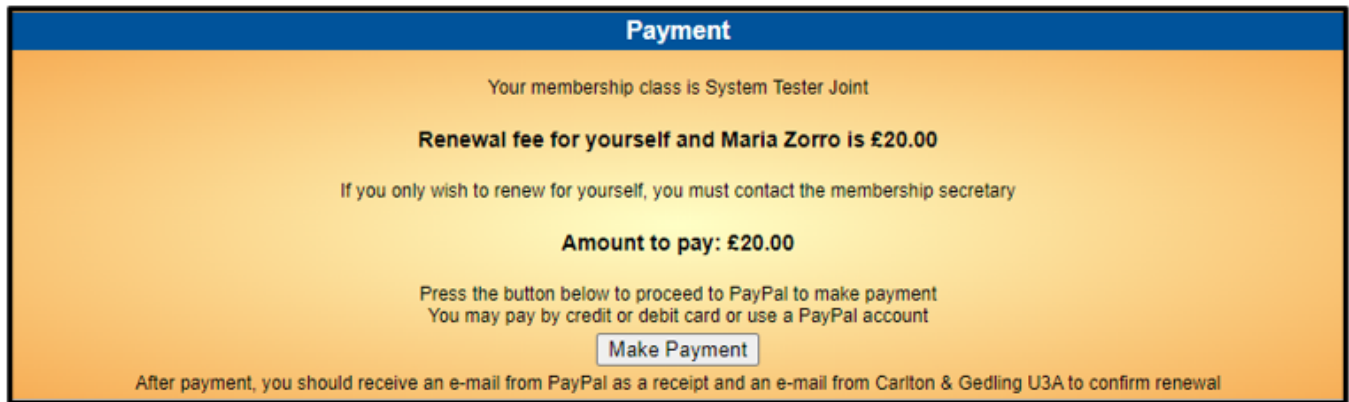 Payment
Your membership class is System Tester Joint
Renewal fee for yourself and Maria Zorro is £20.00
If you only wish to renew for yourself, you must contact the membership secretary
Amount to pay: £20.00
Press the button below to proceed to PayPal to make payment
You may pay by credit or debit card or use a PayPal account
Make Payment
After payment, you should receive an e-mail from PayPal as a receipt and an e-mail from Carlton & Gedling U3A to confirm renewal